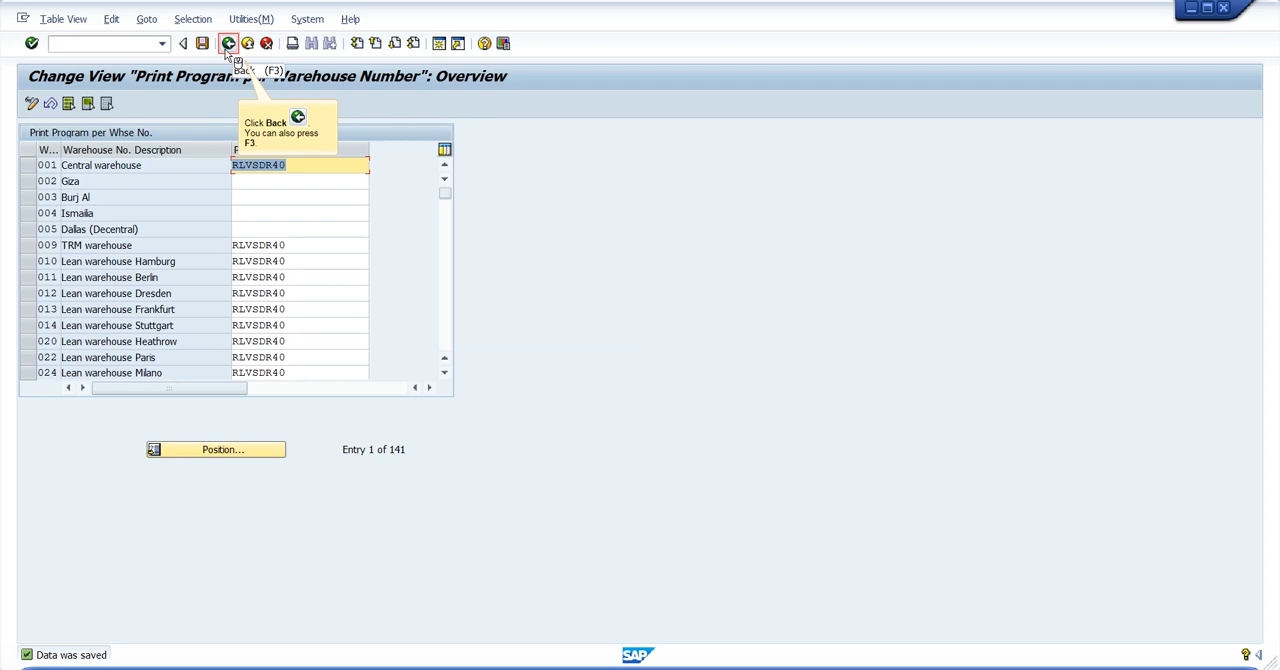 Table View Edit Goto Selection Utilities(M) System Help
Back (F3)
Change View "Print Program per Warehouse Number": Overview
Click Back .
You can also press
F3.
Print Program per Whse No.
W... Warehouse No. Description P
001 Central warehouse RLVSDR40
002 Giza
003 Burj Al
004 Ismailia
005 Dallas (Decentral)
009 TRM warehouse RLVSDR40
010 Lean warehouse Hamburg RLVSDR40
011 Lean warehouse Berlin RLVSDR40
012 Lean warehouse Dresden RLVSDR40
013 Lean warehouse Frankfurt RLVSDR40
014 Lean warehouse Stuttgart RLVSDR40
020 Lean warehouse Heathrow RLVSDR40
022 Lean warehouse Paris RLVSDR40
024 Lean warehouse Milano RLVSDR40
Position... Entry 1 of 141
Data was saved SAP